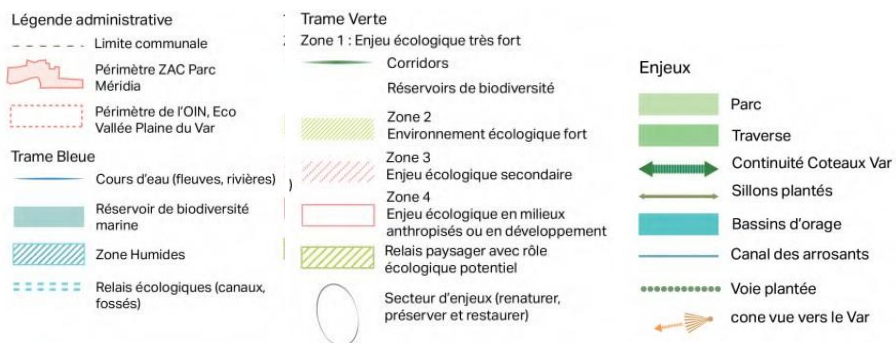 Légende administrative
Limite communale
Périmètre ZAC Parc
Méridia
Périmètre de l'OIN, Eco
Vallée Plaine du Var
Trame Bleue
Cours d'eau (fleuves, rivières)
Réservoir de biodiversité
marine
Zone Humides
Relais écologiques (canaux,
fossés)
Trame Verte
Zone 1 : Enjeu écologique très fort
Corridors
Réservoirs de biodiversité
Zone 2
Environnement écologique fort
Zone 3
Enjeu écologique secondaire
Zone 4
Enjeu écologique en milieux
anthropisés ou en développement
Relais paysager avec rôle
écologique potentiel
Secteur d'enjeux (renaturer,
préserver et restaurer)
Enjeux
Parc
Traverse
Continuité Coteaux Var
Sillons plantés
Bassins d'orage
Canal des arrosants
Voie plantée
cone vue vers le Var